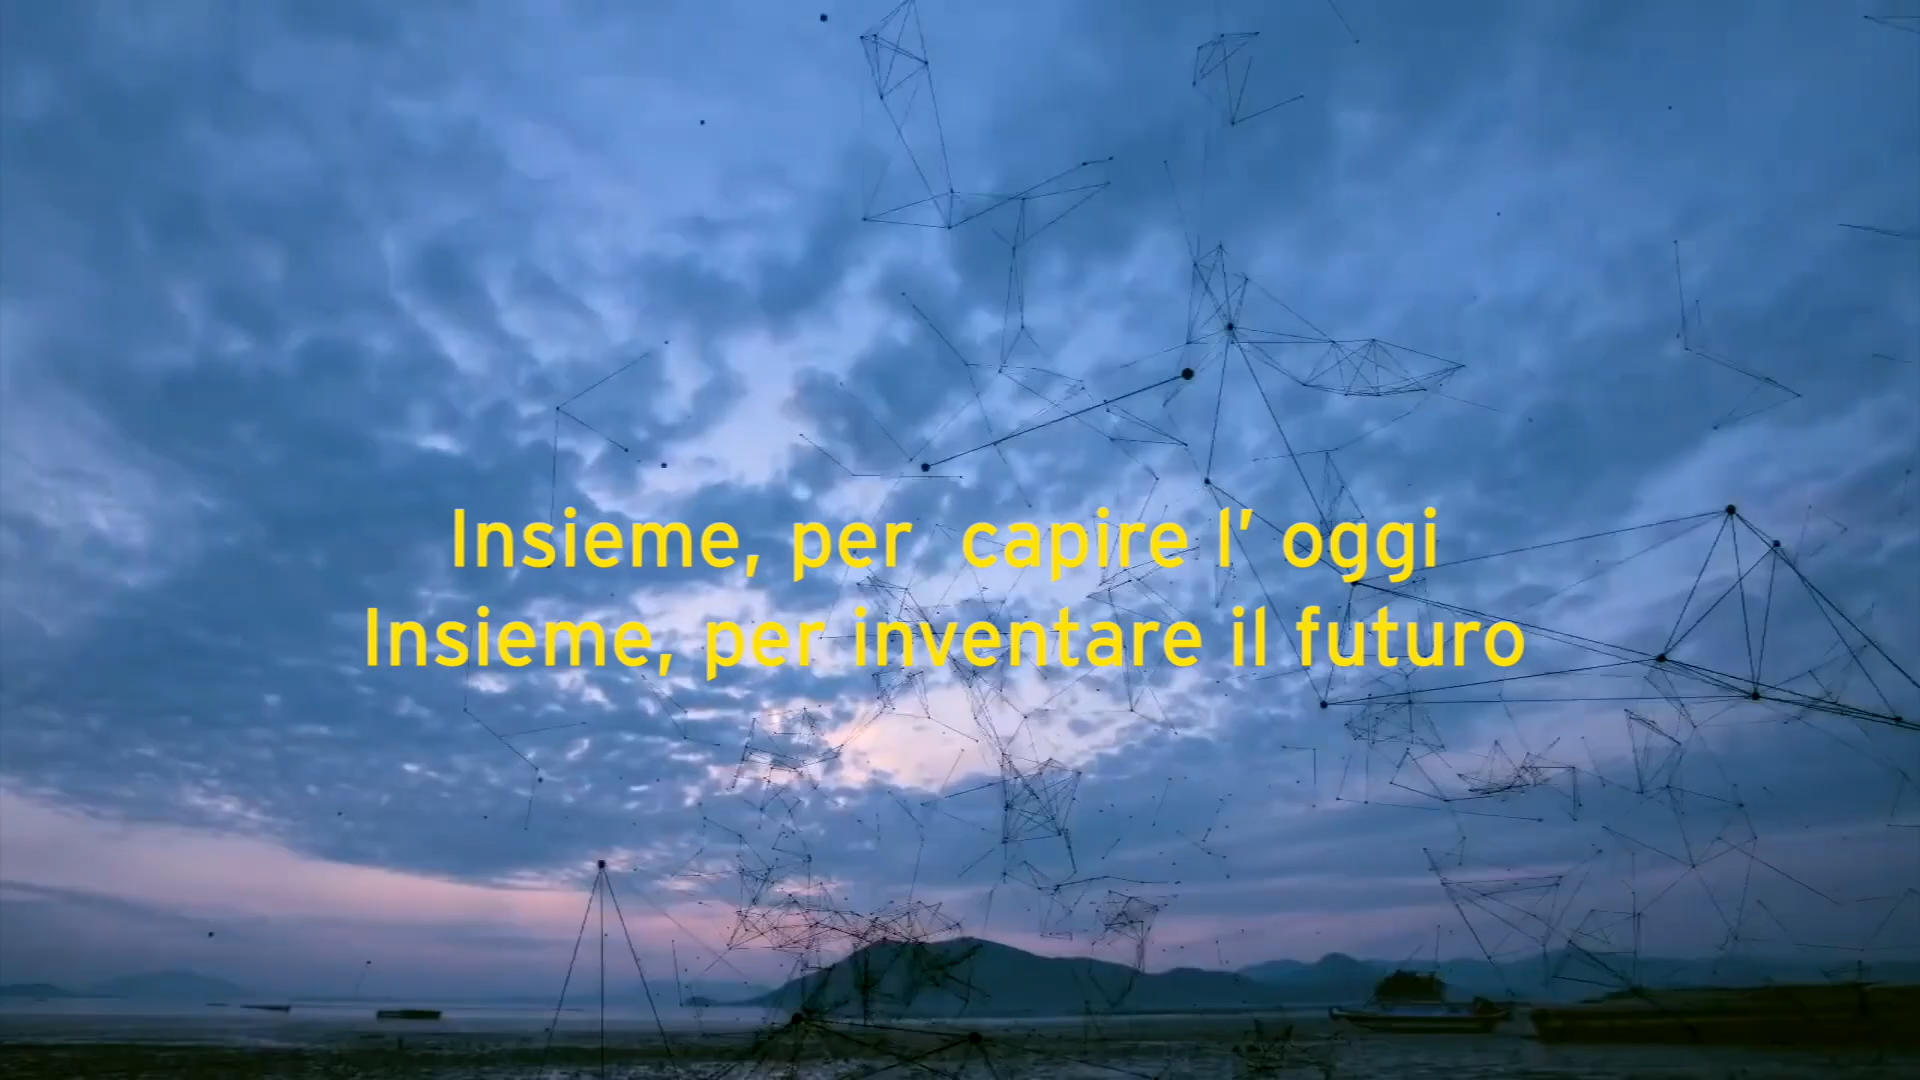 Insieme, per  capire l' oggi
Insieme, per inventare il futuro